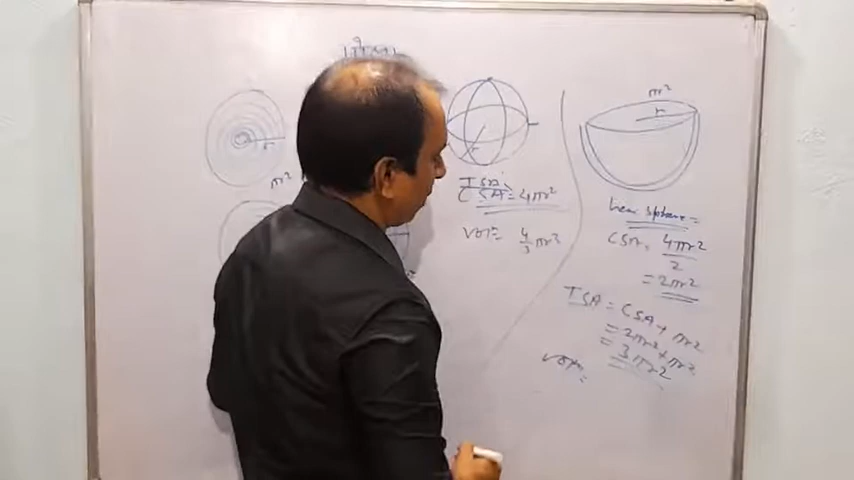 r
πr²
r
TSA
CSA = 4πr²
Vol = 4/3 πr²
πr²
r
hemi sphere =
CSA = 4πr²/2
= 2πr²
TSA = CSA + πr²
= 2πr² + πr²
= 3πr²
Vol =